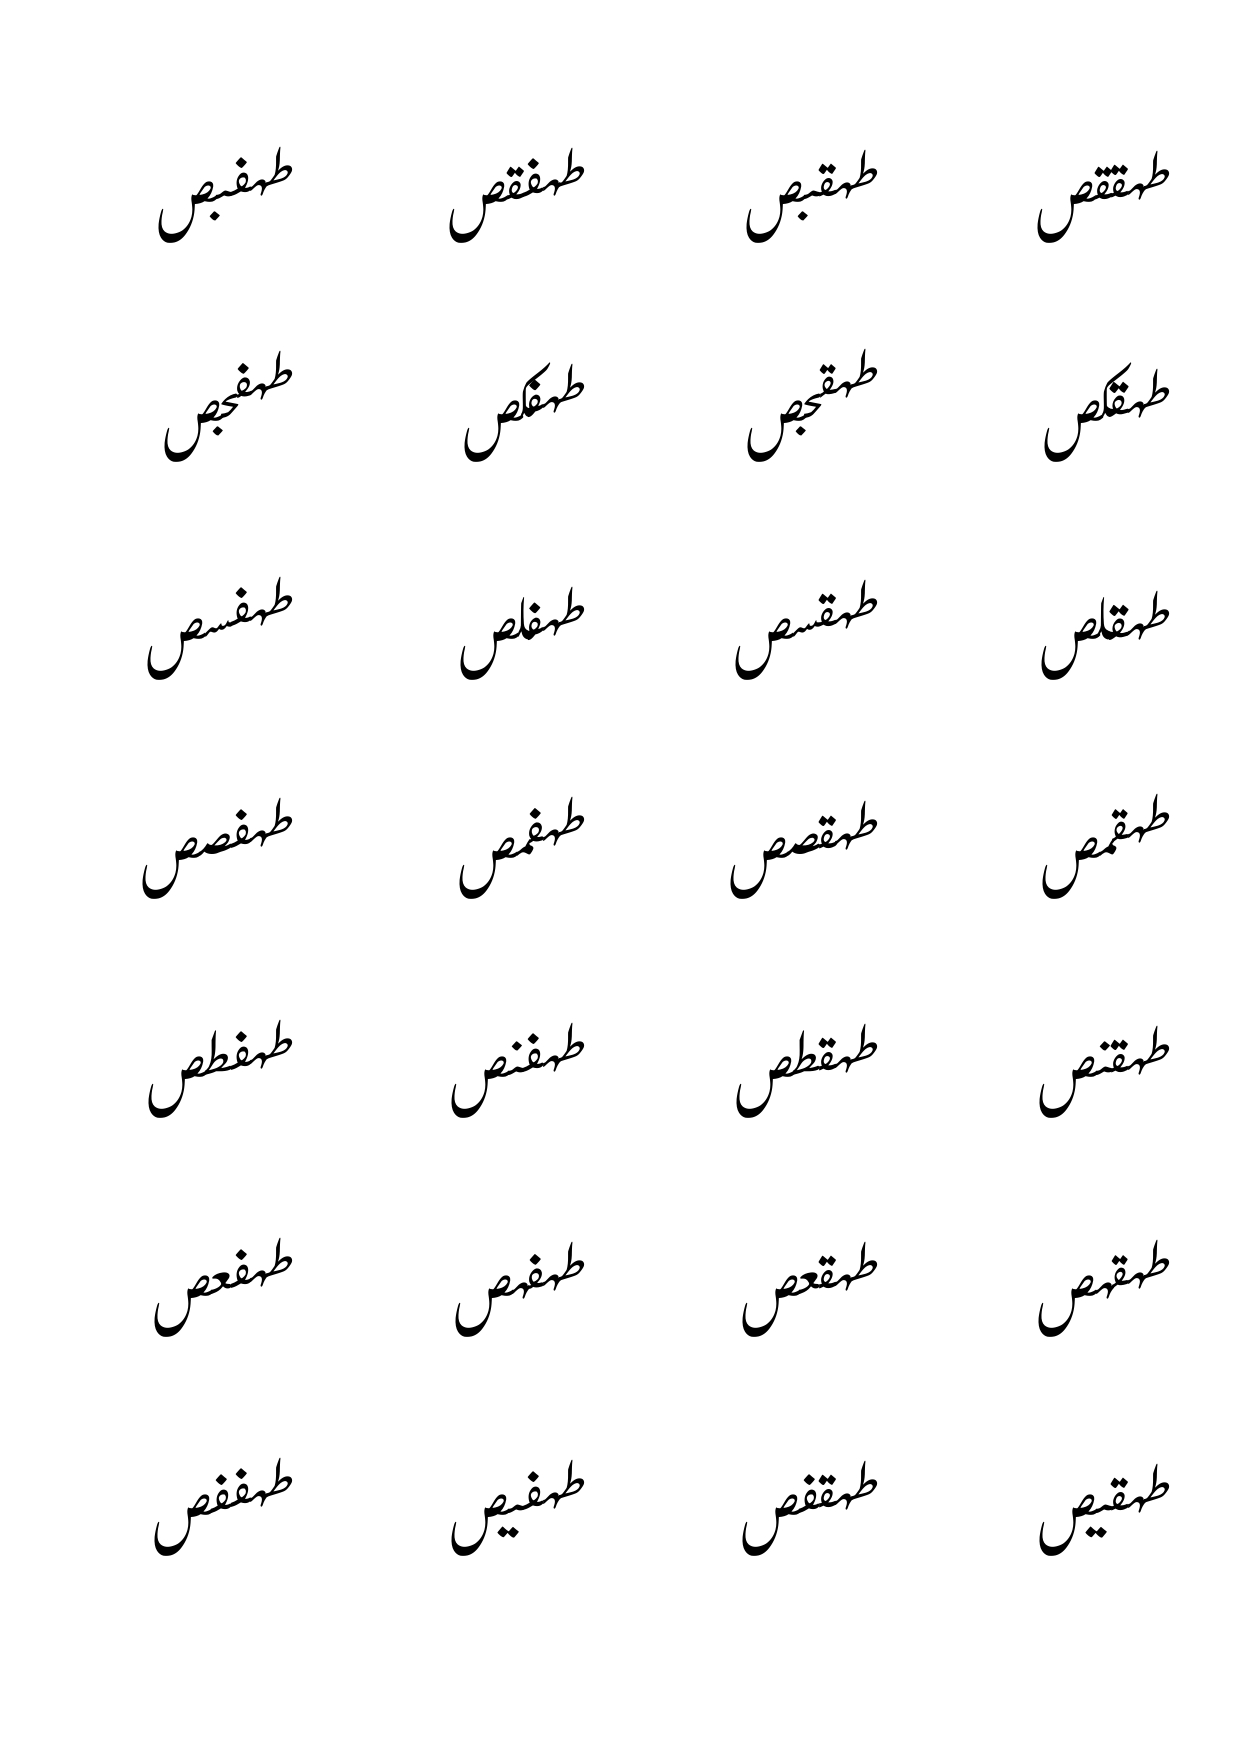 طهققص طهقبص طهفقص طهفبص
طهقكص طهقجص طهفكص طهفجص
طهقلص طهقسص طهفلص طهفسص
طهقمص طهقصص طهفمص طهفصص
طهقنص طهقطص طهفنص طهفطص
طهقهص طهقعص طهفهص طهفعص
طهقيص طهقفص طهفيص طهففص